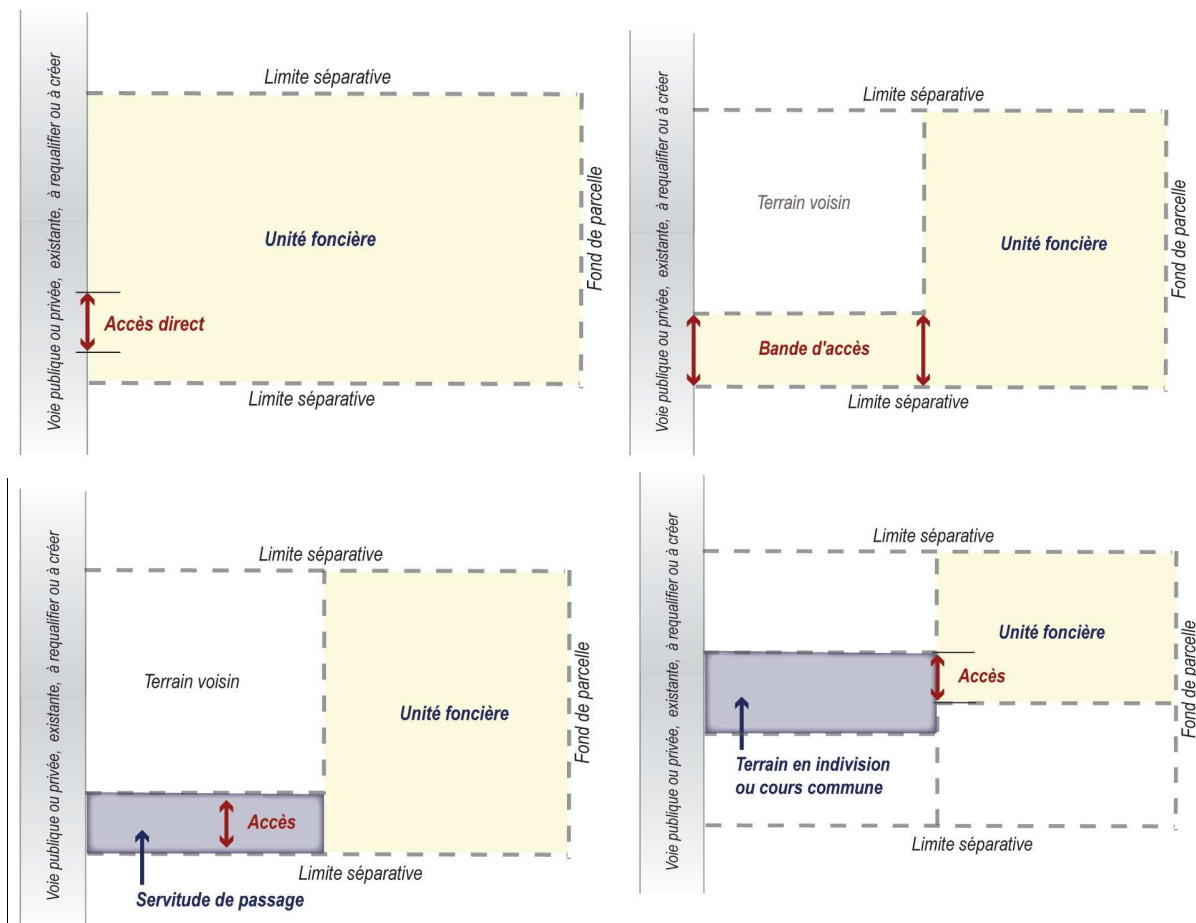 Voie publique ou privée, existante, à requalifier ou à créer
Limite séparative
Unité foncière
Fond de parcelle
Accès direct
Limite séparative
Voie publique ou privée, existante, à requalifier ou à créer
Limite séparative
Terrain voisin
Unité foncière
Fond de parcelle
Bande d'accès
Limite séparative
Voie publique ou privée, existante, à requalifier ou à créer
Limite séparative
Terrain voisin
Unité foncière
Fond de parcelle
Accès
Limite séparative
Servitude de passage
Voie publique ou privée, existante, à requalifier ou à créer
Limite séparative
Unité foncière
Fond de parcelle
Accès
Terrain en indivision
ou cours commune
Limite séparative